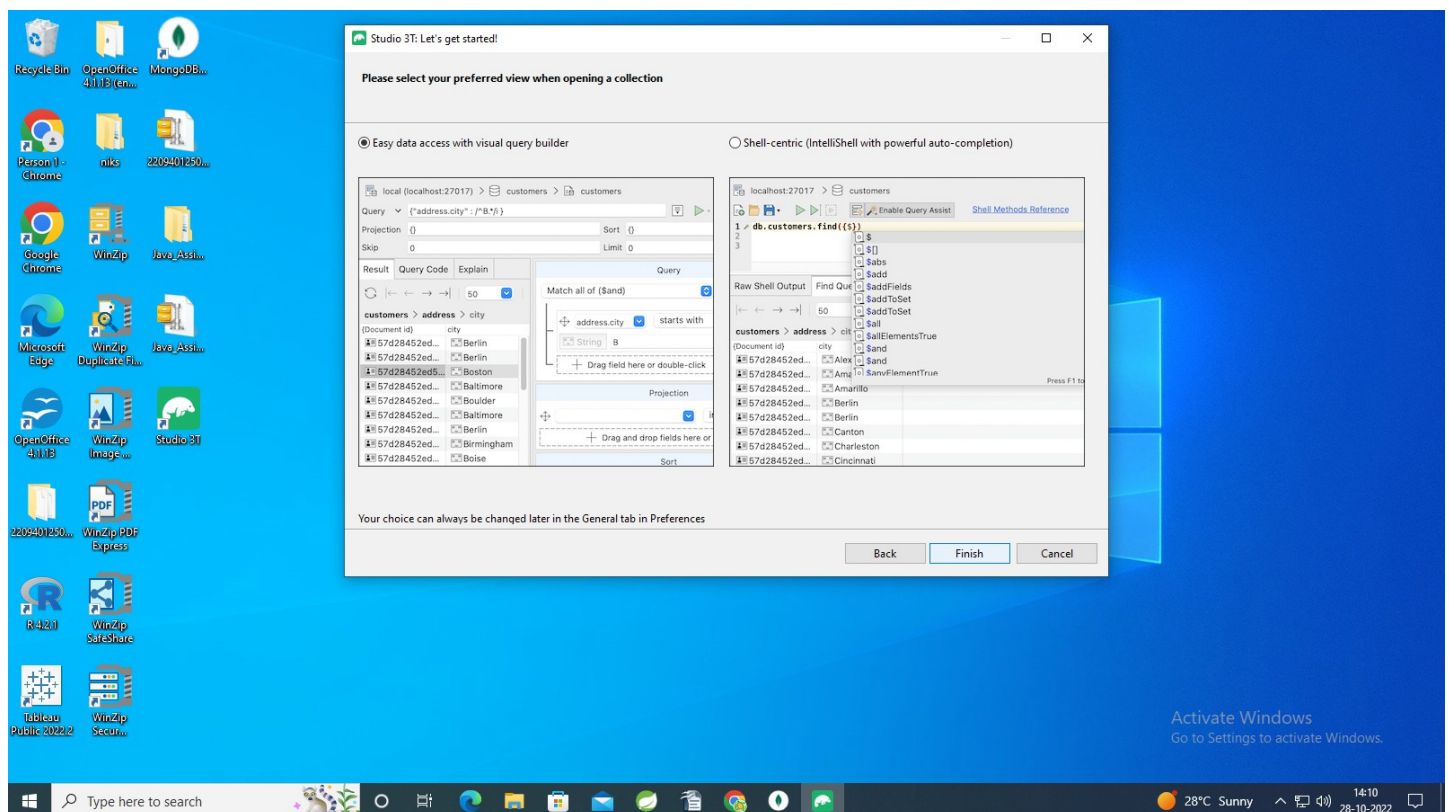 Recycle Bin
OpenOffice 4.1.13 (en...
MongoDB...
Person 1 - Chrome
niks
2209401250...
Google Chrome
WinZip
Java_Assi...
Microsoft Edge
WinZip Duplicate Fi...
Java_Assi...
OpenOffice 4.1.13
WinZip Image ...
Studio 3T
2209401250...
WinZip PDF Express
PDF
R 4.2.1
WinZip SafeShare
Tableau Public 2022.2
WinZip Secur...
Studio 3T: Let's get started!
Please select your preferred view when opening a collection
Easy data access with visual query builder
local (localhost:27017) > customers > customers
Query {"address.city" : /^B.*/i }
Projection {} Sort {}
Skip 0 Limit 0
Result Query Code Explain
50
customers > address > city
(Document id) city
57d28452ed... Berlin
57d28452ed... Berlin
57d28452ed5... Boston
57d28452ed... Baltimore
57d28452ed... Boulder
57d28452ed... Baltimore
57d28452ed... Berlin
57d28452ed... Birmingham
57d28452ed... Boise
Query
Match all of ($and)
address.city starts with
String B
Drag field here or double-click
Projection
Drag and drop fields here or
Sort
Shell-centric (IntelliShell with powerful auto-completion)
localhost:27017 > customers
Enable Query Assist Shell Methods Reference
1 db.customers.find({$})
2
3
$
$[]
$abs
$add
$addFields
$addToSet
$addToSet
$all
$allElementsTrue
$and
$and
$anyElementTrue
Press F1 to
Raw Shell Output Find Que
50
customers > address > cit
(Document id) city
57d28452ed... Alex
57d28452ed... Ama
57d28452ed... Amarillo
57d28452ed... Berlin
57d28452ed... Berlin
57d28452ed... Canton
57d28452ed... Charleston
57d28452ed... Cincinnati
Your choice can always be changed later in the General tab in Preferences
Back Finish Cancel
Activate Windows
Go to Settings to activate Windows.
Type here to search
28°C Sunny
14:10
28-10-2022